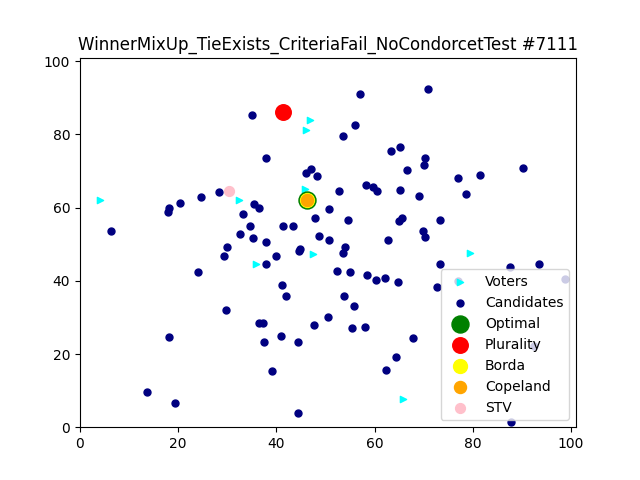 WinnerMixUp_TieExists_CriteriaFail_NoCondorcetTest #7111
100
80
60
40
20
0
0 20 40 60 80 100
Voters
Candidates
Optimal
Plurality
Borda
Copeland
STV